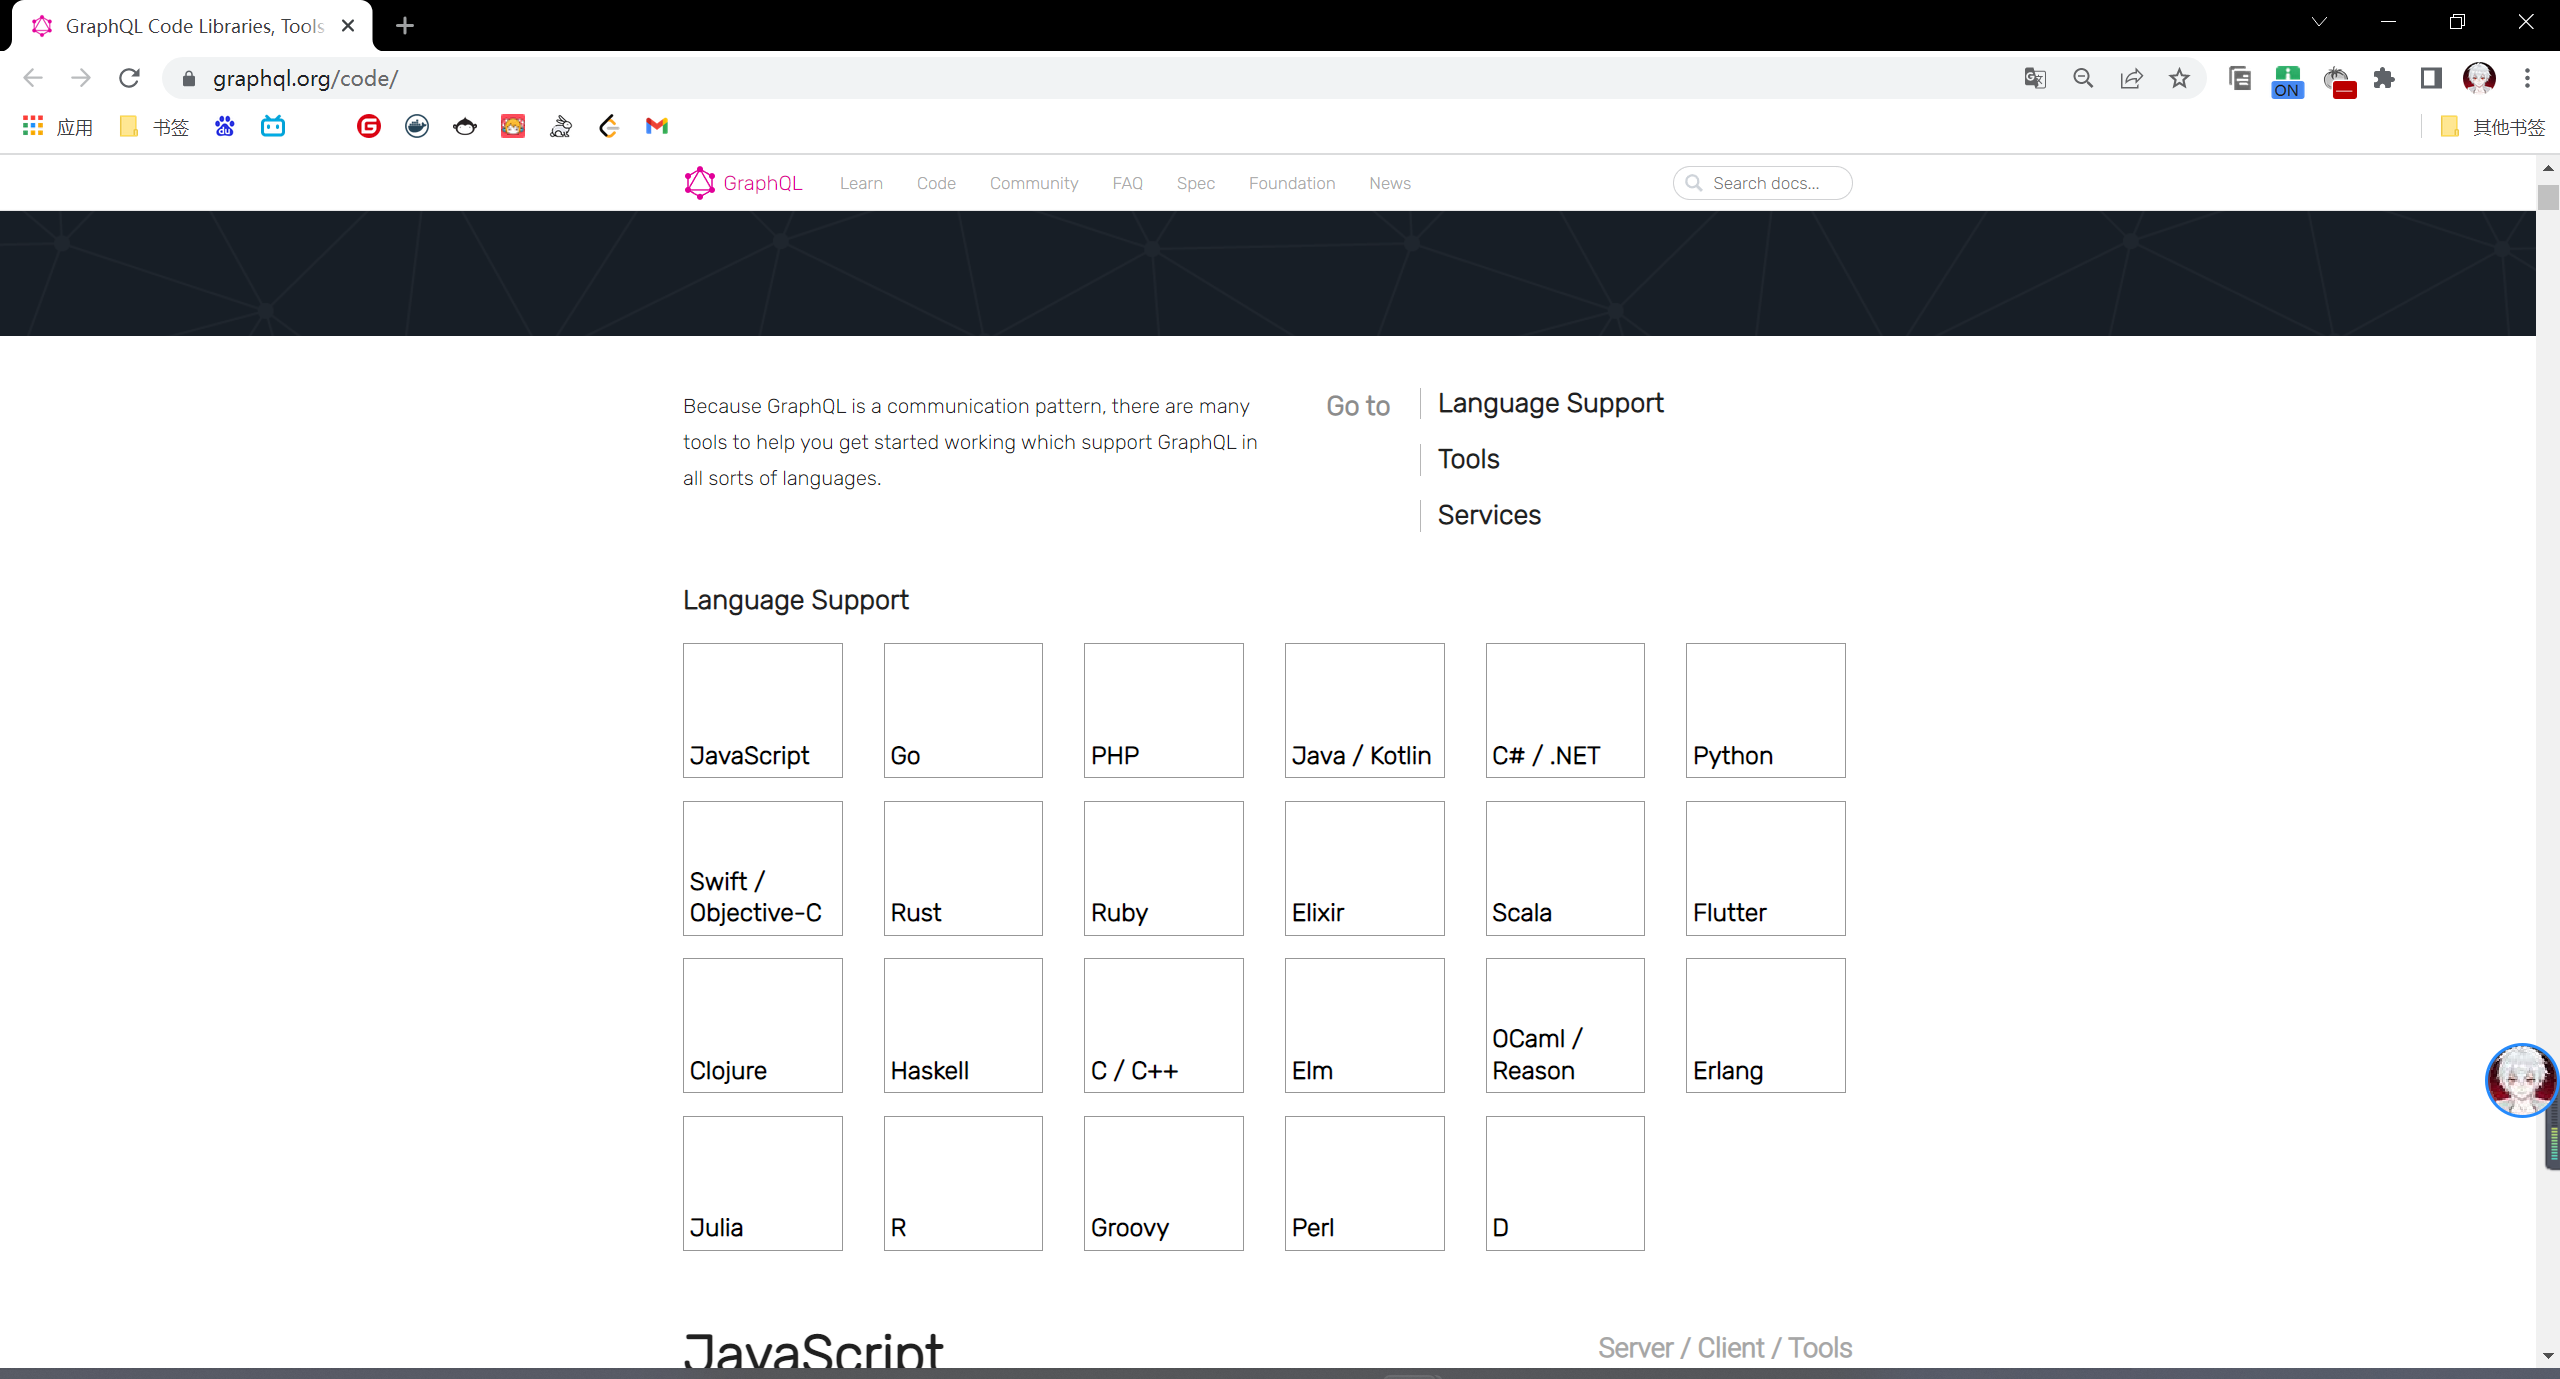 GraphQL Code Libraries, Tools
graphql.org/code/
ON
应用
书签
其他书签
GraphQL
Learn
Code
Community
FAQ
Spec
Foundation
News
Search docs...
Because GraphQL is a communication pattern, there are many
tools to help you get started working which support GraphQL in
all sorts of languages.
Go to
Language Support
Tools
Services
Language Support
JavaScript
Go
PHP
Java / Kotlin
C# / .NET
Python
Swift /
Objective-C
Rust
Ruby
Elixir
Scala
Flutter
Clojure
Haskell
C / C++
Elm
OCaml /
Reason
Erlang
Julia
R
Groovy
Perl
D
JavaScript
Server / Client / Tools